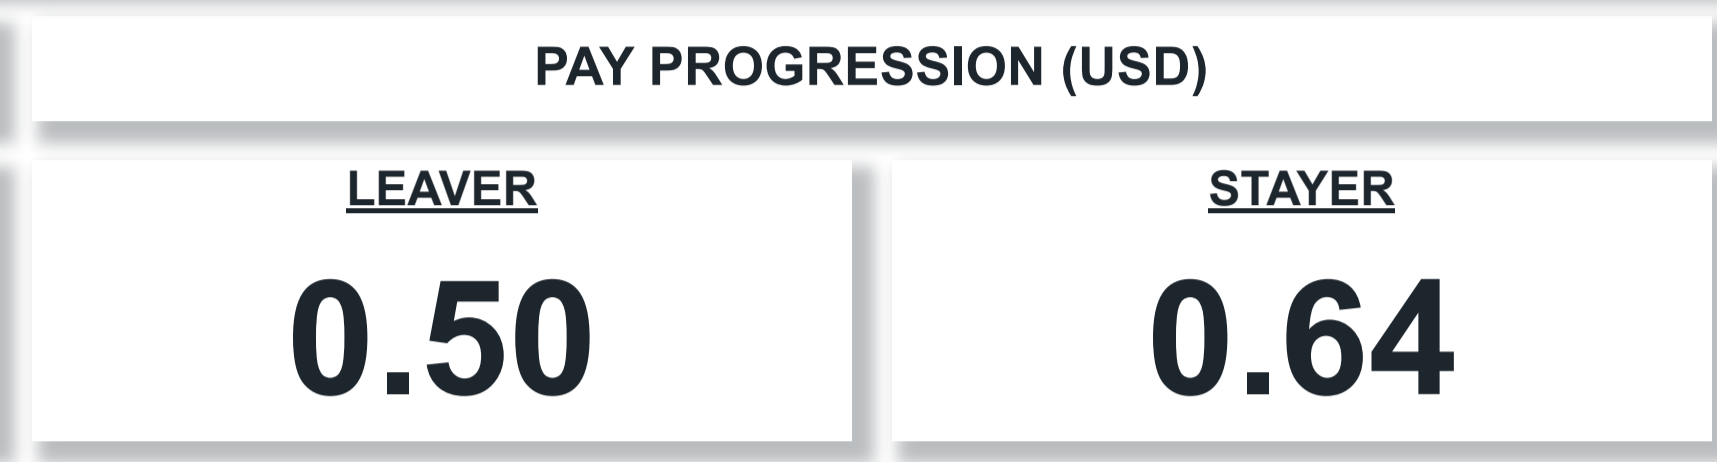 PAY PROGRESSION (USD)
LEAVER
STAYER
0.50
0.64